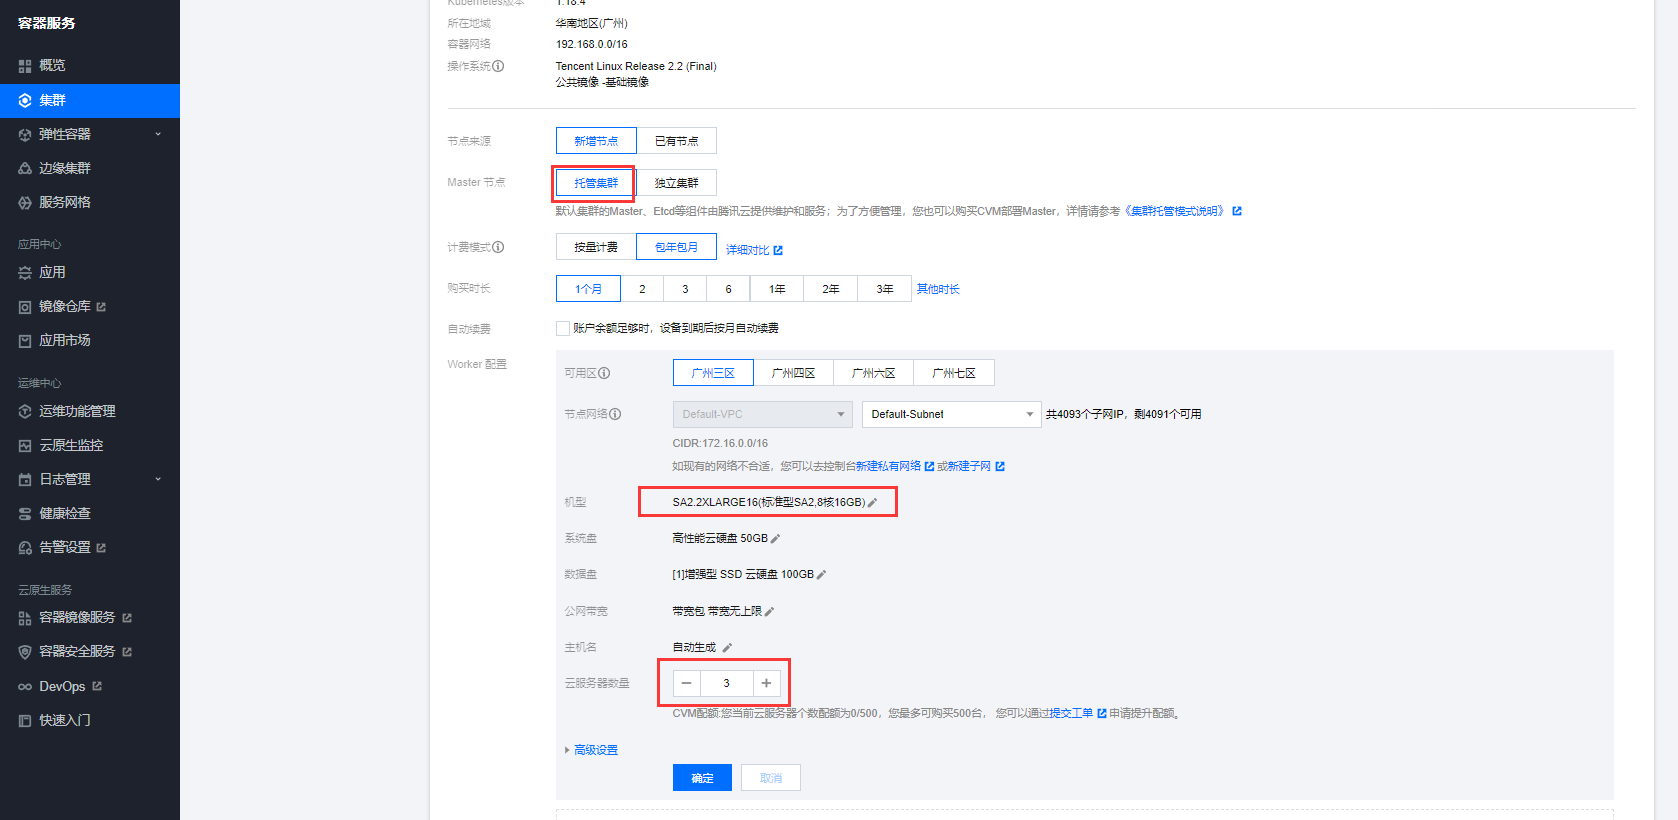 容器服务
概览
集群
弹性容器
边缘集群
服务网格
应用中心
应用
镜像仓库
应用市场
运维中心
运维功能管理
云原生监控
日志管理
健康检查
告警设置
云原生服务
容器镜像服务
容器安全服务
DevOps
快速入门
Kubernetes版本 1.18.4
所在地域 华南地区(广州)
容器网络 192.168.0.0/16
操作系统 Tencent Linux Release 2.2 (Final)
公共镜像 -基础镜像
节点来源 新增节点 已有节点
Master 节点 托管集群 独立集群
默认集群的Master、Etcd等组件由腾讯云提供维护和服务；为了方便管理，您也可以购买CVM部署Master，详情请参考《集群托管模式说明》
计费模式 按量计费 包年包月 详细对比
购买时长 1个月 2 3 6 1年 2年 3年 其他时长
自动续费 账户余额足够时，设备到期后按月自动续费
Worker 配置
可用区 广州三区 广州四区 广州六区 广州七区
节点网络 Default-VPC Default-Subnet 共4093个子网IP，剩4091个可用
CIDR:172.16.0.0/16
如现有的网络不合适，您可以去控制台新建私有网络 或新建子网
机型 SA2.2XLARGE16(标准型SA2,8核16GB)
系统盘 高性能云硬盘 50GB
数据盘 [1]增强型 SSD 云硬盘 100GB
公网带宽 带宽包 带宽无上限
主机名 自动生成
云服务器数量 − 3 +
CVM配额:您当前云服务器个数配额为0/500，您最多可购买500台， 您可以通过提交工单 申请提升配额。
高级设置
确定 取消